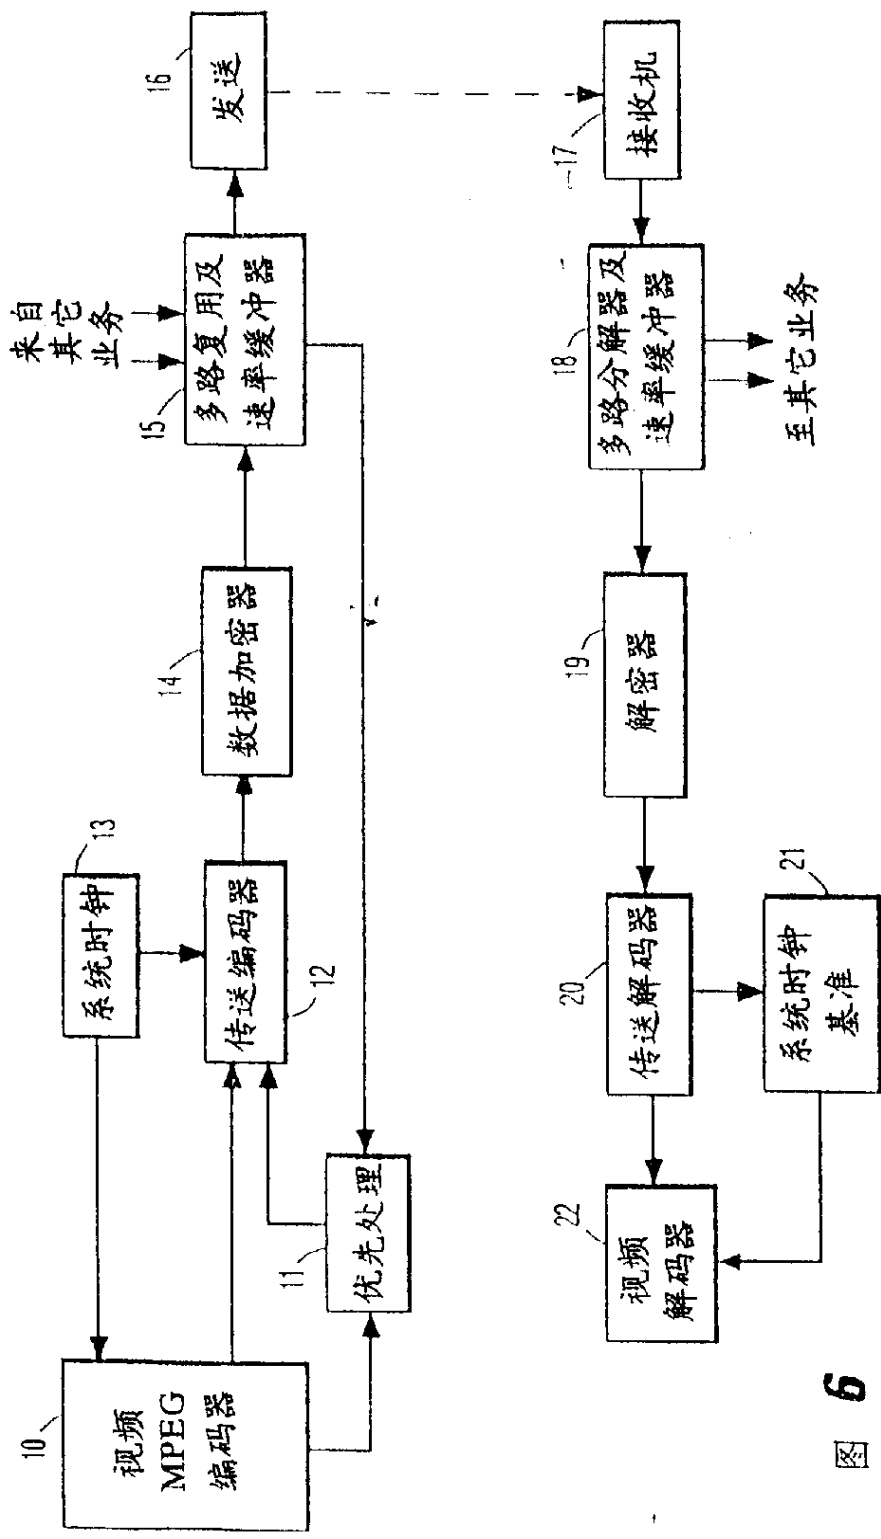 10
视频
MPEG
编码器
11
优先处理
13
系统时钟
传送编码器
12
14
数据加密器
来自
其它
业务
15
多路复用及
速率缓冲器
16
发送
17
接收机
18
多路分解器及
速率缓冲器
至其它业务
19
解密器
20
传送解码器
21
系统时钟
基准
22
视频
解码器
图 6